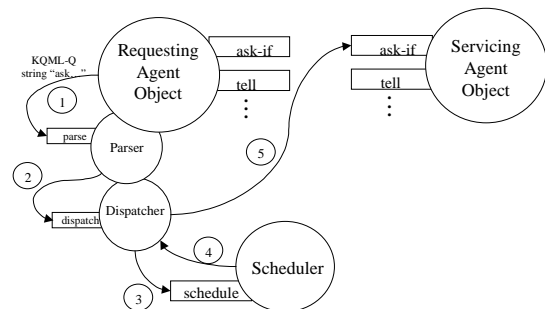 KQML-Q
string “ask…”
Requesting
Agent
Object
ask-if
tell
ask-if
tell
Servicing
Agent
Object
1
parse
Parser
5
2
dispatch
Dispatcher
4
Scheduler
3
schedule